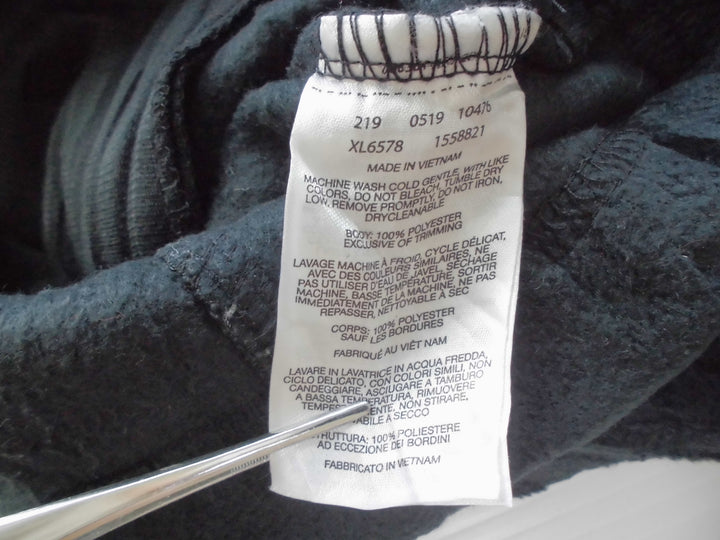 219 0519 10476
XL6578 1558821
MADE IN VIETNAM
MACHINE WASH COLD GENTLE, WITH LIKE
COLORS, DO NOT BLEACH, TUMBLE DRY
LOW, REMOVE PROMPTLY, DO NOT IRON,
DRYCLEANABLE
BODY: 100% POLYESTER
EXCLUSIVE OF TRIMMING
LAVAGE MACHINE À FROID, CYCLE DÉLICAT,
AVEC DES COULEURS SIMILAIRES, NE
PAS UTILISER D'EAU DE JAVEL, SÉCHAGE
MACHINE, BASSE TEMPÉRATURE, SORTIR
IMMÉDIATEMENT DE LA MACHINE, NE PAS
REPASSER, NETTOYABLE À SEC
CORPS: 100% POLYESTER
SAUF LES BORDURES
FABRIQUÉ AU VIÊT NAM
LAVARE IN LAVATRICE IN ACQUA FREDDA,
CICLO DELICATO, CON COLORI SIMILI, NON
CANDEGGIARE, ASCIUGARE A TAMBURO
A BASSA TEMPERATURA, RIMUOVERE
NON STIRARE,
A SECCO
100% POLIESTERE
AD ECCEZIONE DEI BORDINI
FABBRICATO IN VIETNAM